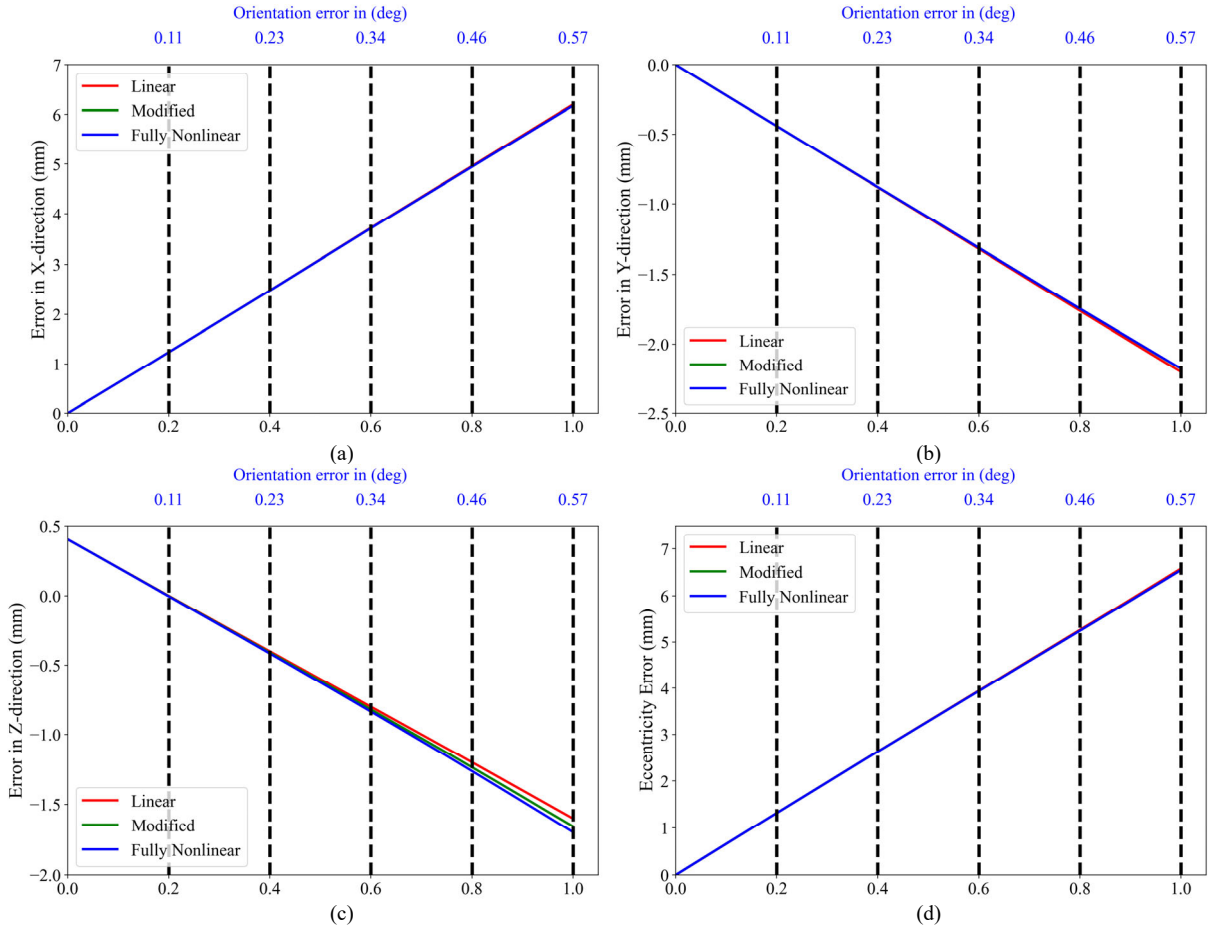 Orientation error in (deg)
0.11 0.23 0.34 0.46 0.57
7
6
5
4
3
2
1
0
Error in X-direction (mm)
Linear
Modified
Fully Nonlinear
0.0 0.2 0.4 0.6 0.8 1.0
(a)
Orientation error in (deg)
0.11 0.23 0.34 0.46 0.57
0.0
−0.5
−1.0
−1.5
−2.0
−2.5
Error in Y-direction (mm)
Linear
Modified
Fully Nonlinear
0.0 0.2 0.4 0.6 0.8 1.0
(b)
Orientation error in (deg)
0.11 0.23 0.34 0.46 0.57
0.5
0.0
−0.5
−1.0
−1.5
−2.0
Error in Z-direction (mm)
Linear
Modified
Fully Nonlinear
0.0 0.2 0.4 0.6 0.8 1.0
(c)
Orientation error in (deg)
0.11 0.23 0.34 0.46 0.57
7
6
5
4
3
2
1
0
Eccentricity Error (mm)
Linear
Modified
Fully Nonlinear
0.0 0.2 0.4 0.6 0.8 1.0
(d)